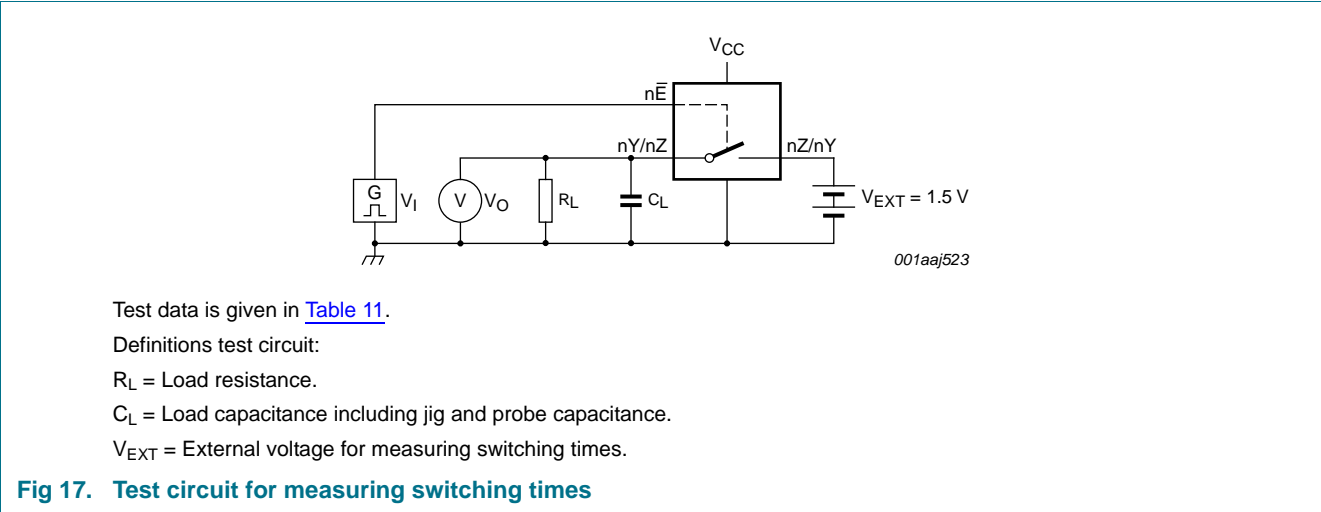 VCC
nE̅
nY/nZ
nZ/nY
G
VI
V
VO
RL
CL
VEXT = 1.5 V
001aaj523
Test data is given in Table 11.
Definitions test circuit:
RL = Load resistance.
CL = Load capacitance including jig and probe capacitance.
VEXT = External voltage for measuring switching times.
Fig 17. Test circuit for measuring switching times